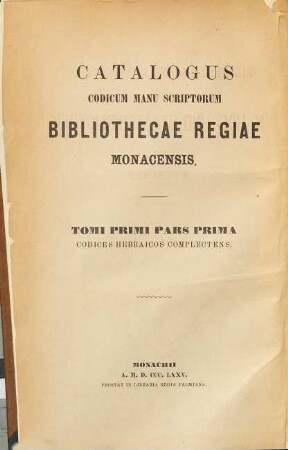 CATALOGUS
CODICUM MANU SCRIPTORUM
BIBLIOTHECAE REGIAE
MONACENSIS.
TOMI PRIMI PARS PRIMA
CODICES HEBRAICOS COMPLECTENS.
MONACHII
A. M. D. CCC. LXXV.
PROSTAT IN LIBRARIA REGIA PALMIANA.